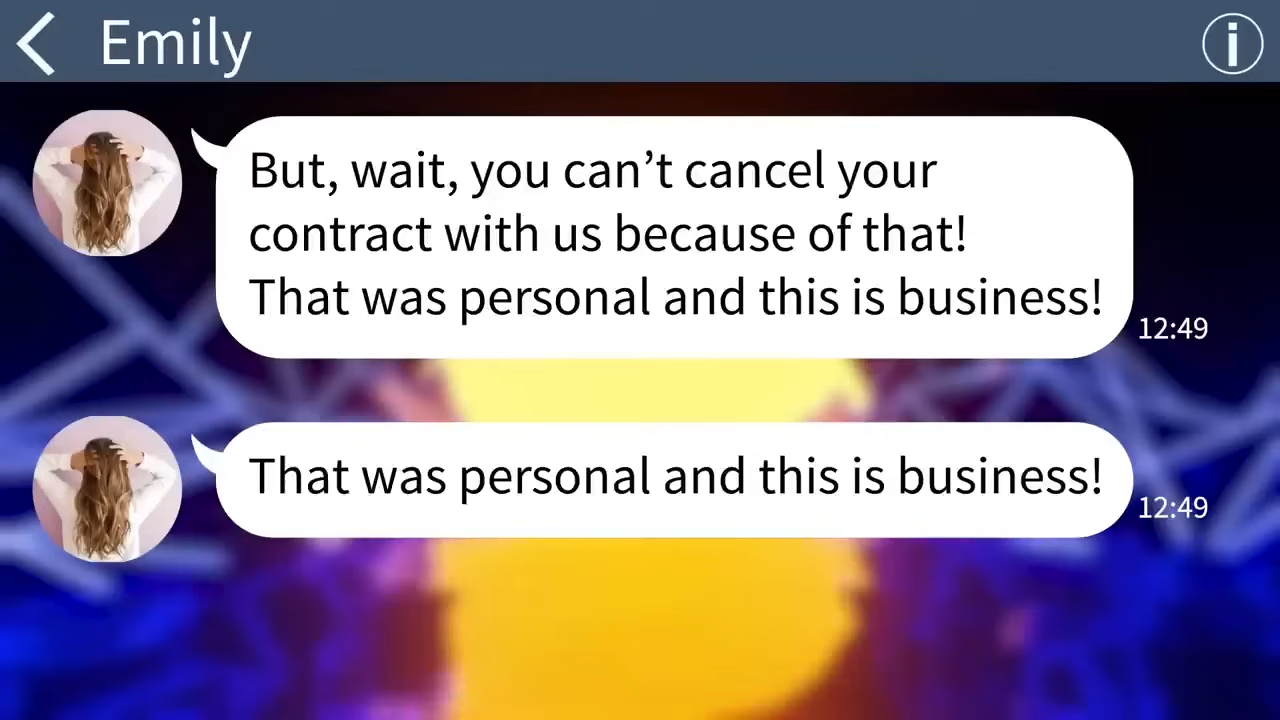 Emily
But, wait, you can’t cancel your
contract with us because of that!
That was personal and this is business!
12:49
That was personal and this is business!
12:49